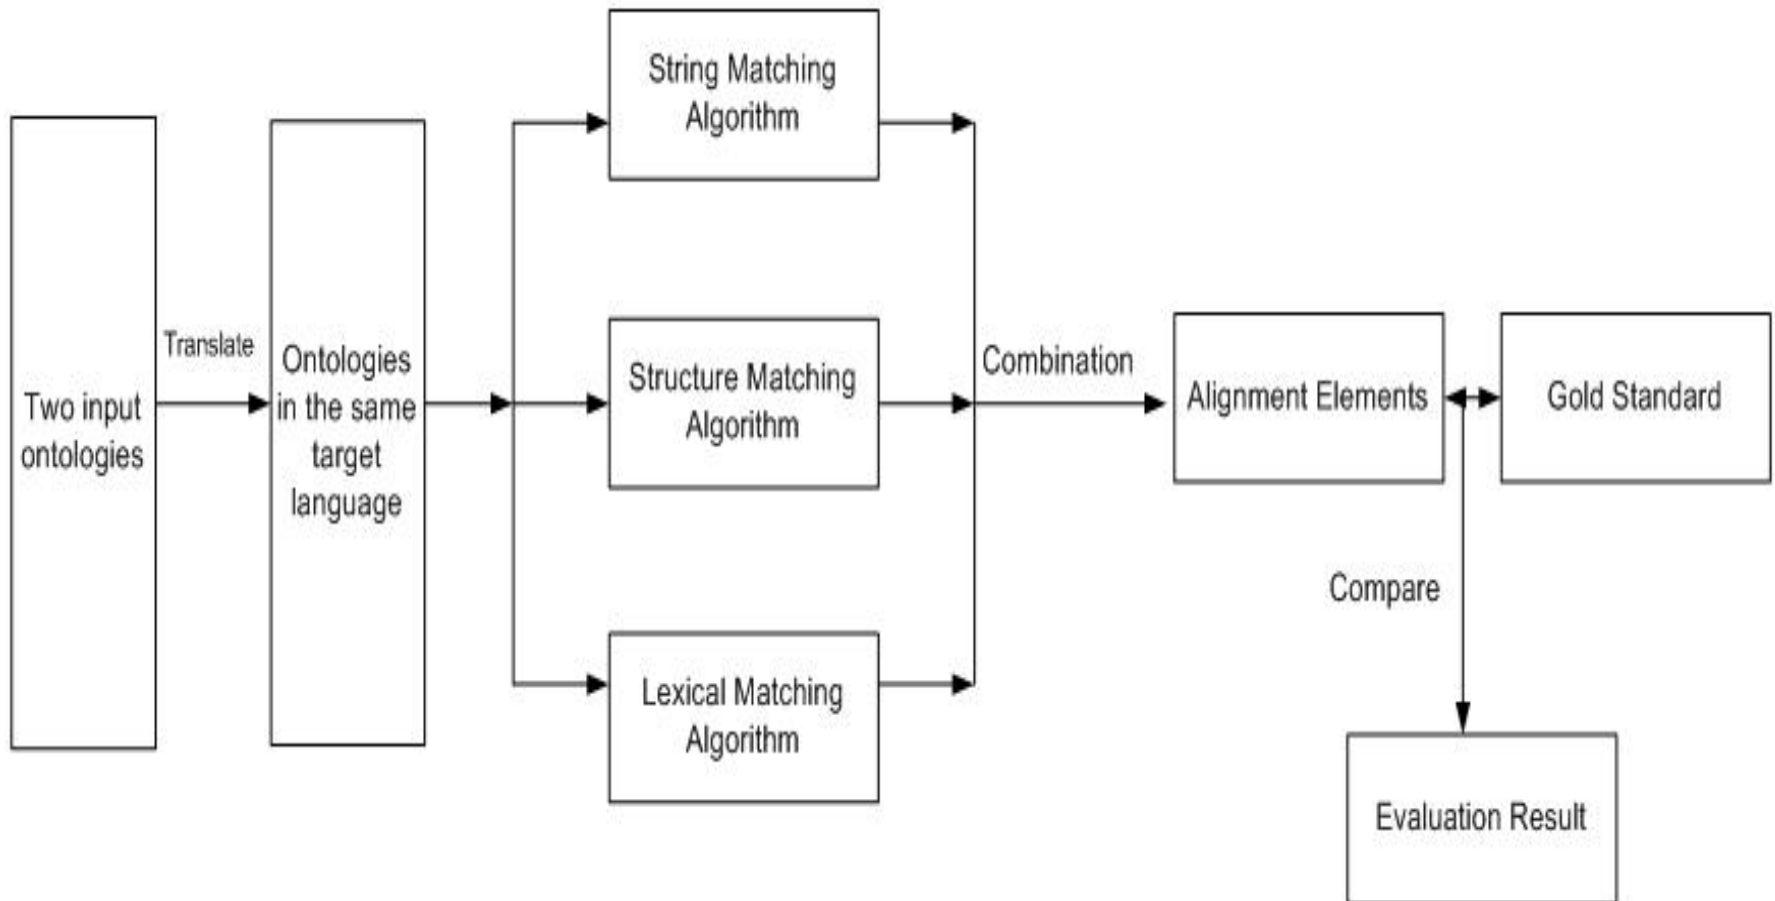 Two input
ontologies
Translate
Ontologies
in the same
target
language
String Matching
Algorithm
Structure Matching
Algorithm
Lexical Matching
Algorithm
Combination
Alignment Elements
Gold Standard
Compare
Evaluation Result